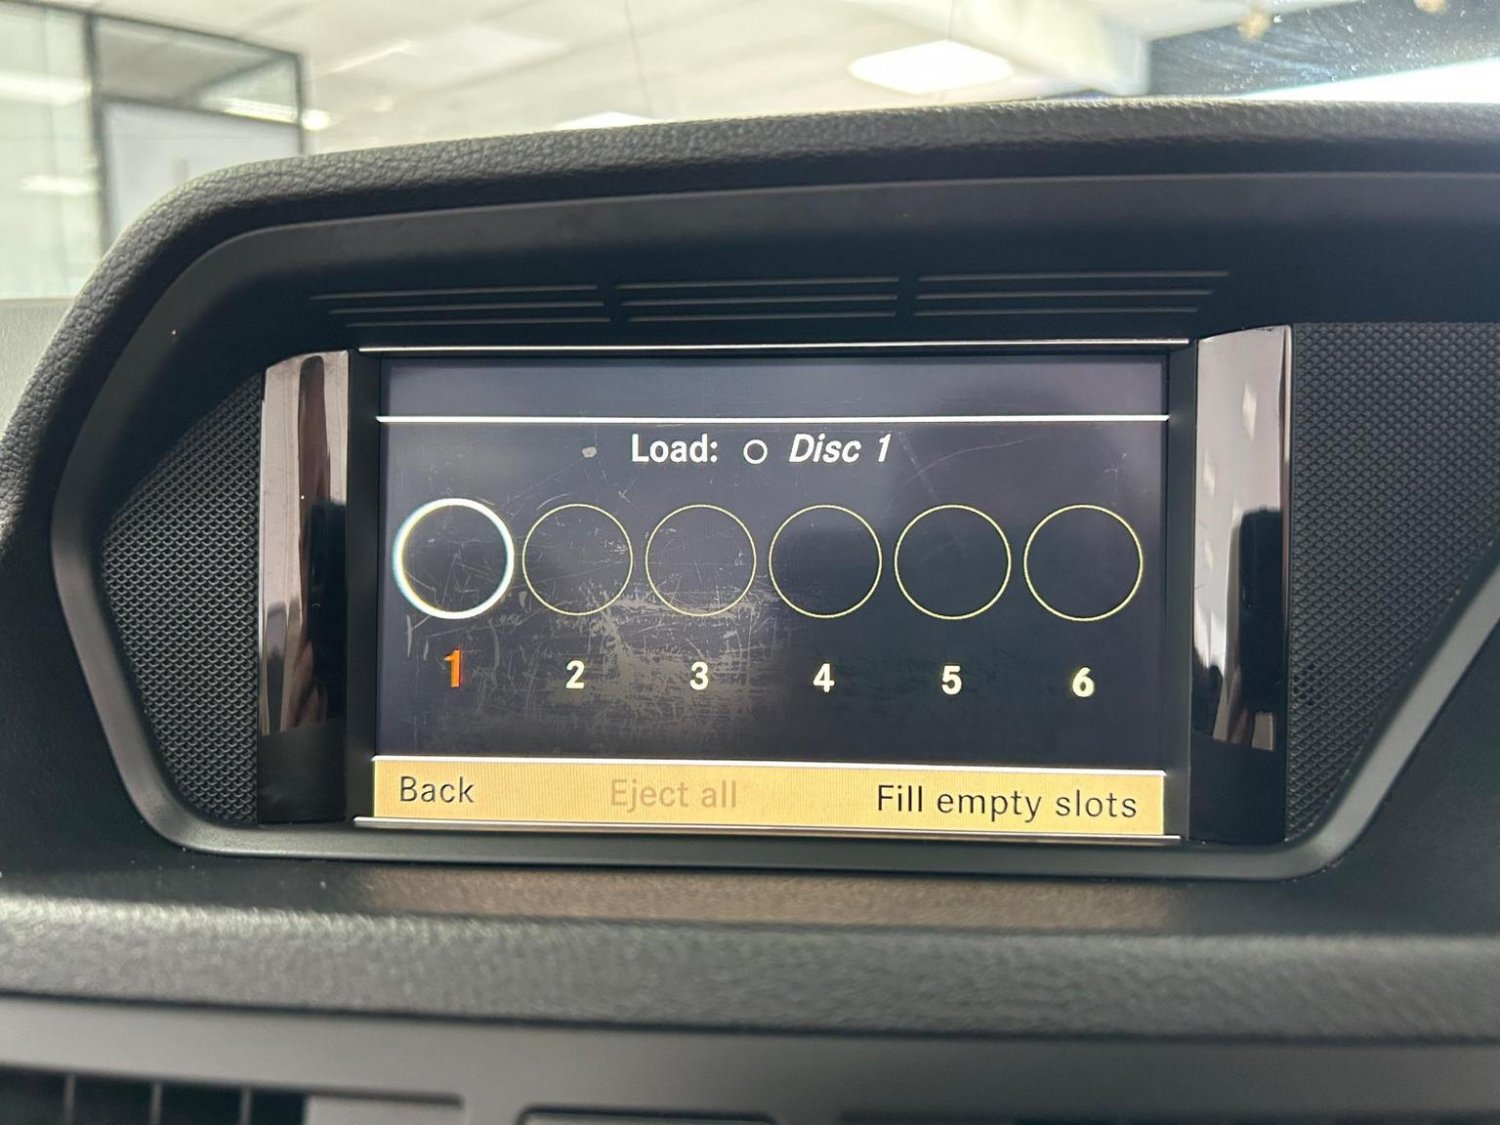 Load: Disc 1
1 2 3 4 5 6
Back Eject all Fill empty slots